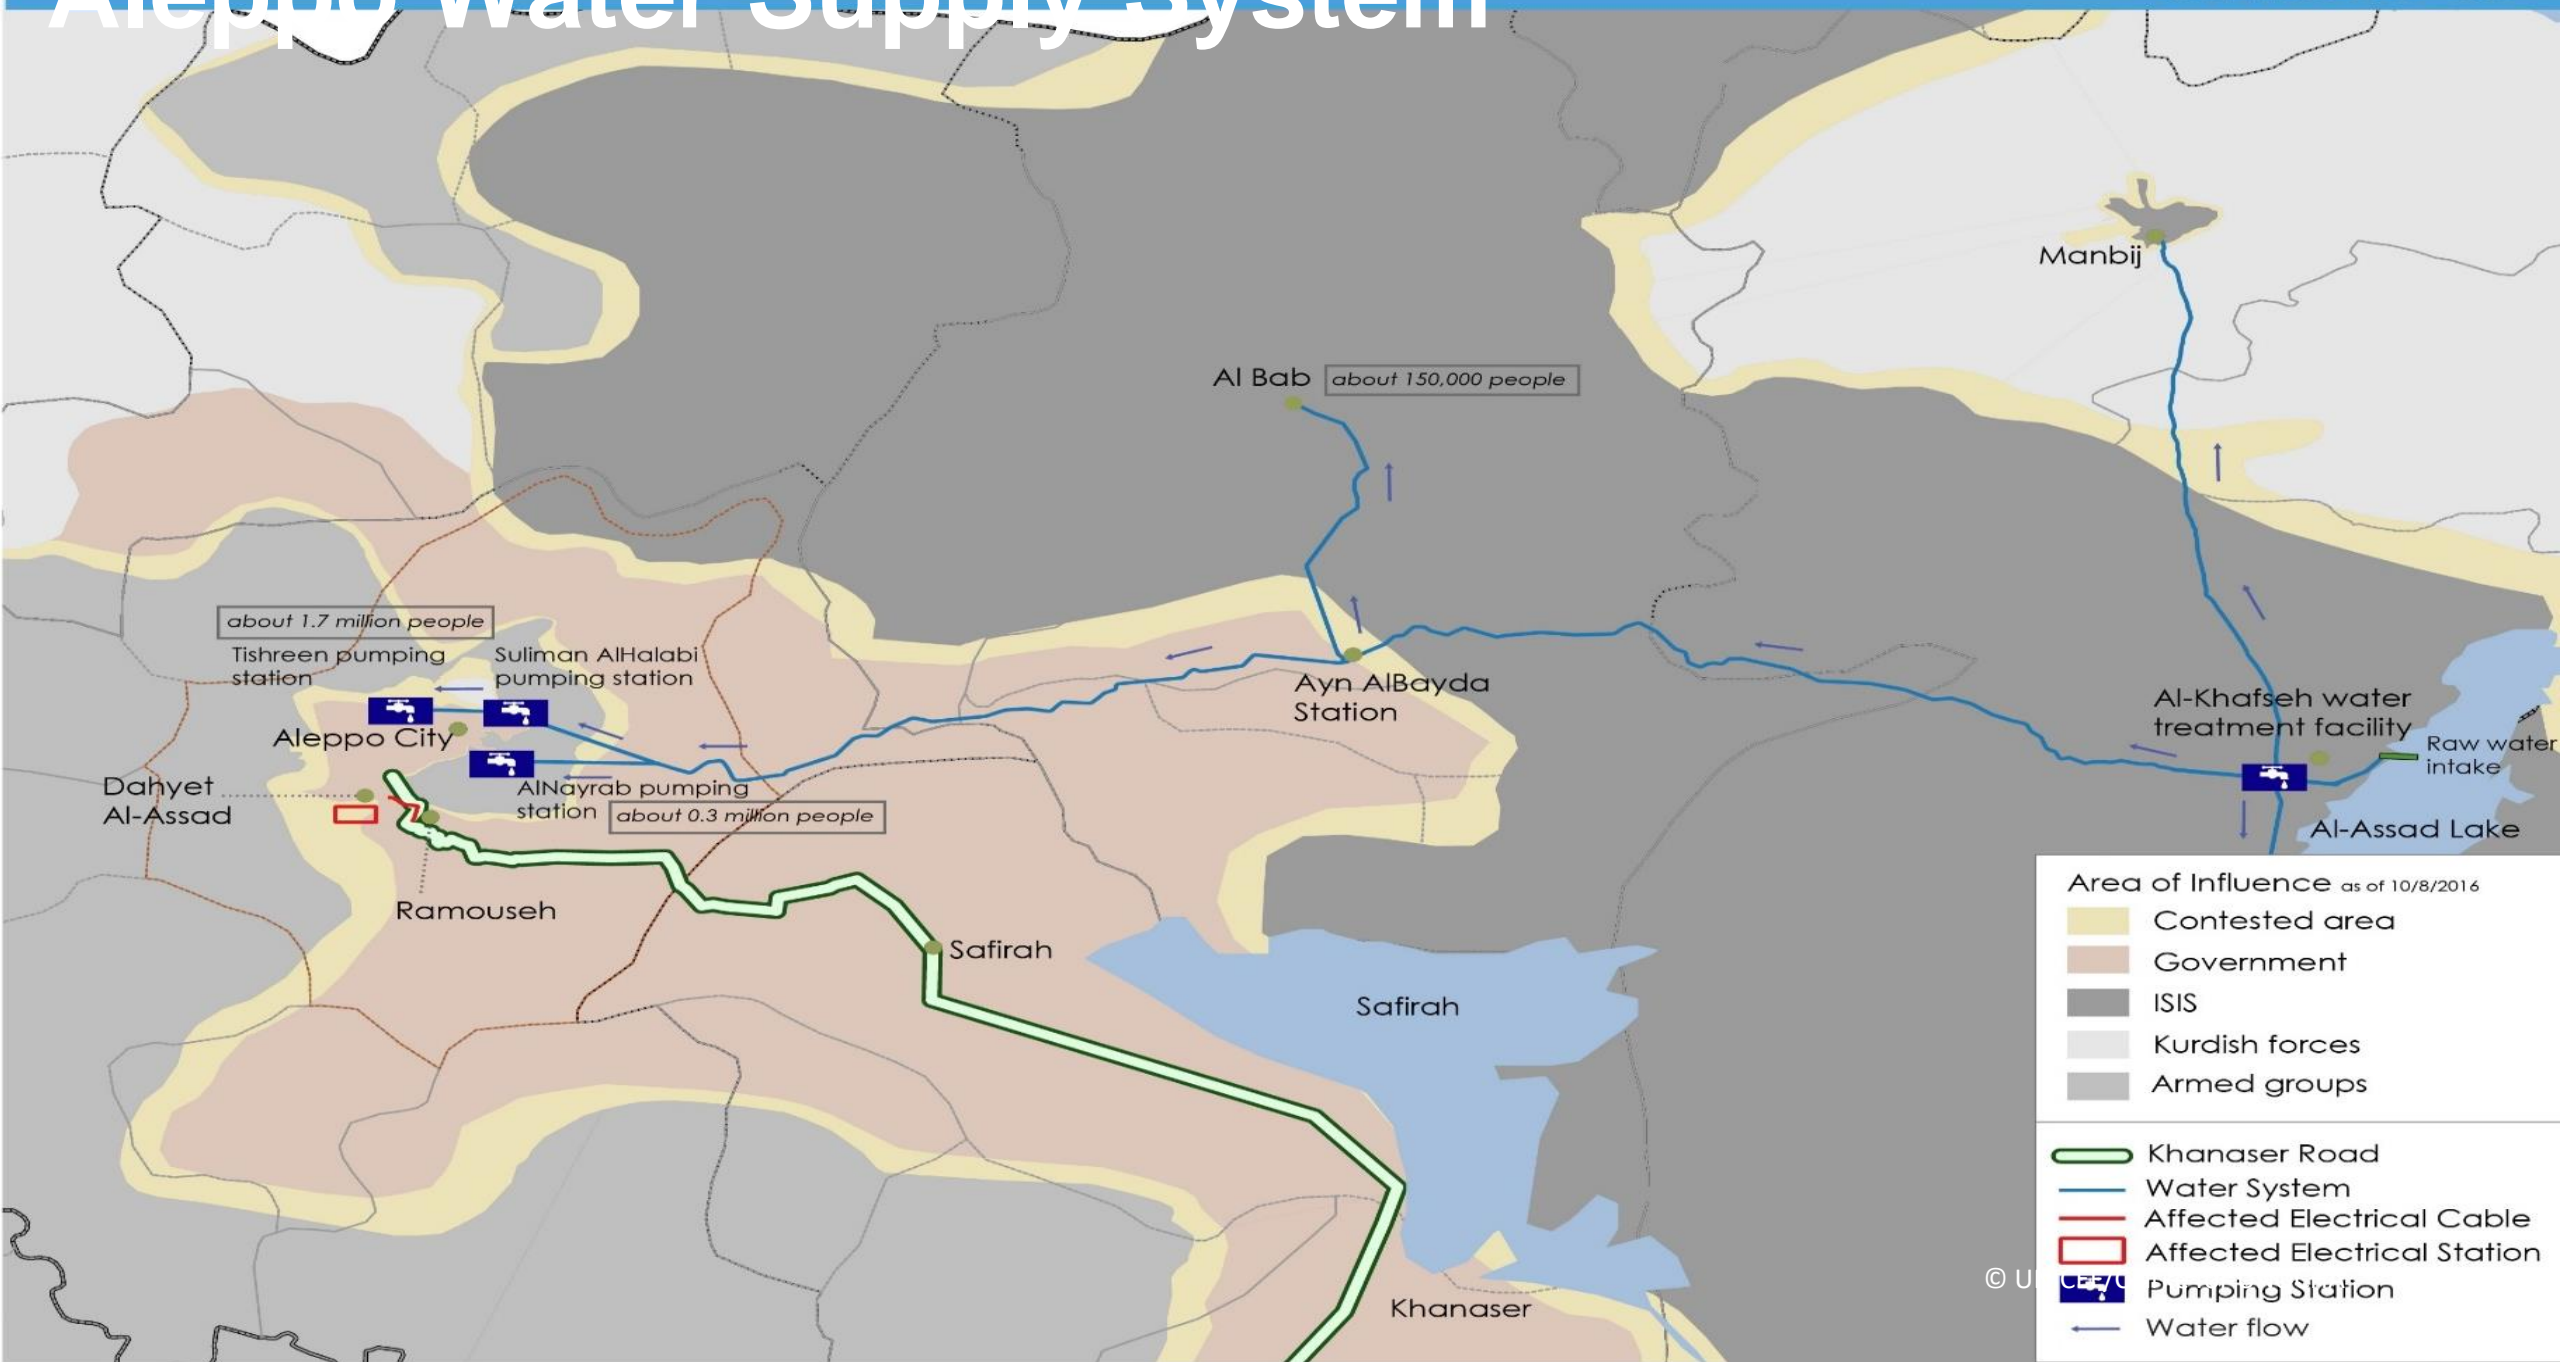 Aleppo Water Supply System
Manbij
Al Bab
about 150,000 people
about 1.7 million people
Tishreen pumping
station
Suliman AlHalabi
pumping station
Ayn AlBayda
Station
Al-Khafseh water
treatment facility
Raw water
intake
Aleppo City
Dahyet
Al-Assad
AlNayrab pumping
station
about 0.3 million people
Al-Assad Lake
Ramouseh
Safirah
Safirah
Khanaser
Area of Influence as of 10/8/2016
Contested area
Government
ISIS
Kurdish forces
Armed groups
Khanaser Road
Water System
Affected Electrical Cable
Affected Electrical Station
Pumping Station
Water flow
©